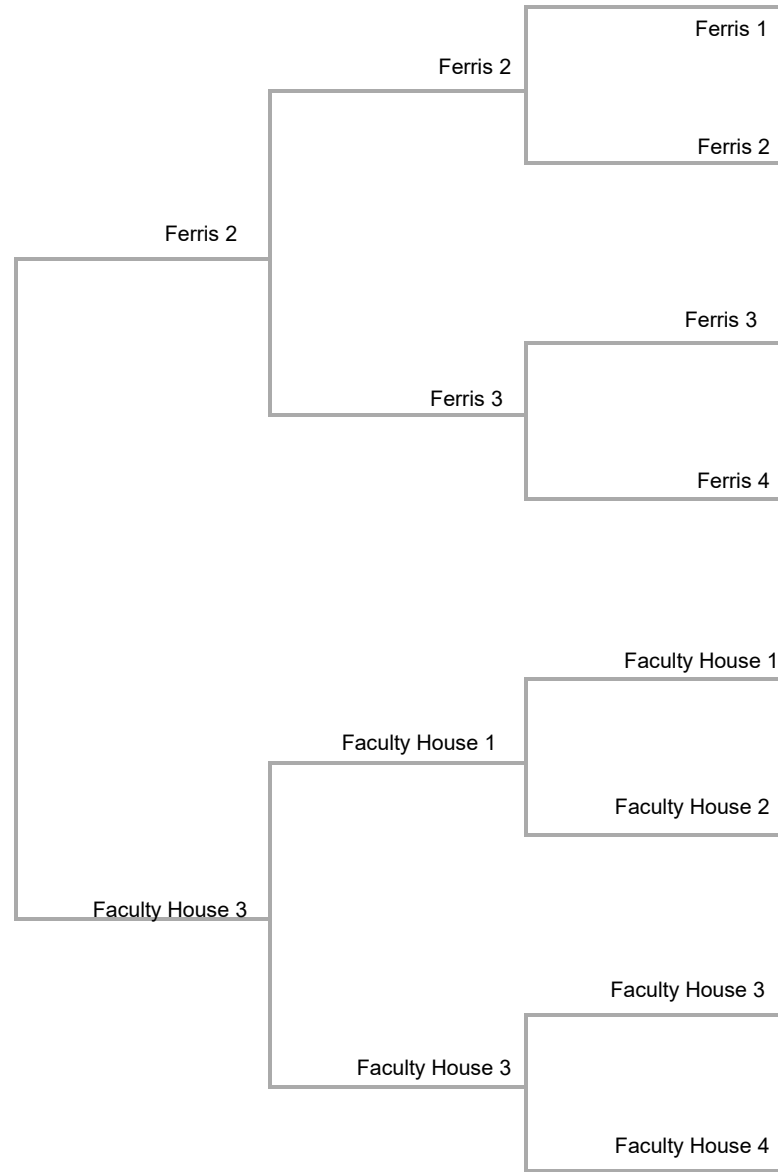 Ferris 1
Ferris 2
Ferris 2
Ferris 2
Ferris 3
Ferris 3
Ferris 4
Faculty House 1
Faculty House 1
Faculty House 2
Faculty House 3
Faculty House 3
Faculty House 3
Faculty House 4